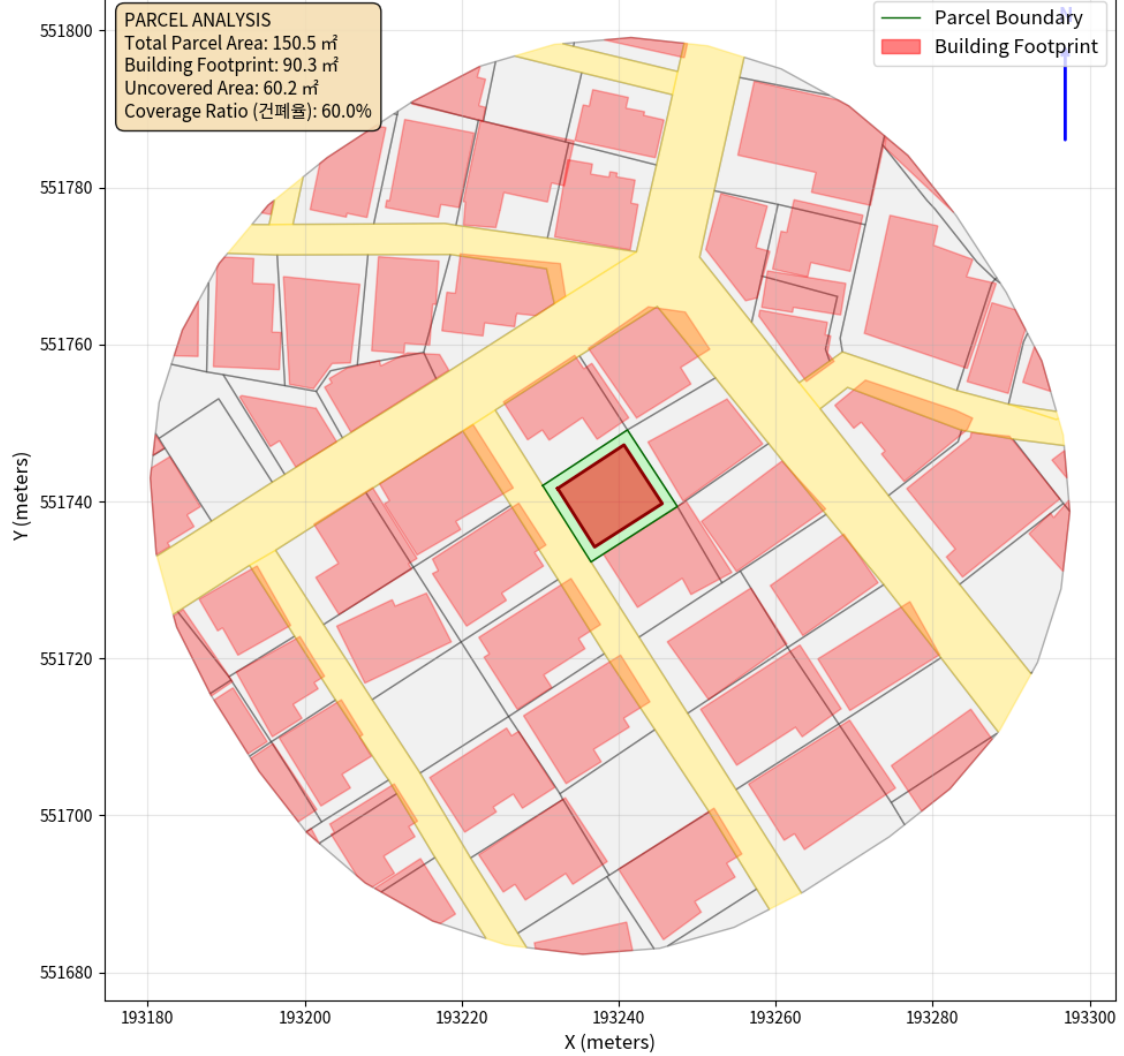 PARCEL ANALYSIS
Total Parcel Area: 150.5 ㎡
Building Footprint: 90.3 ㎡
Uncovered Area: 60.2 ㎡
Coverage Ratio (건폐율): 60.0%
Parcel Boundary
Building Footprint
N
551800
551780
551760
551740
551720
551700
551680
Y (meters)
193180
193200
193220
193240
193260
193280
193300
X (meters)